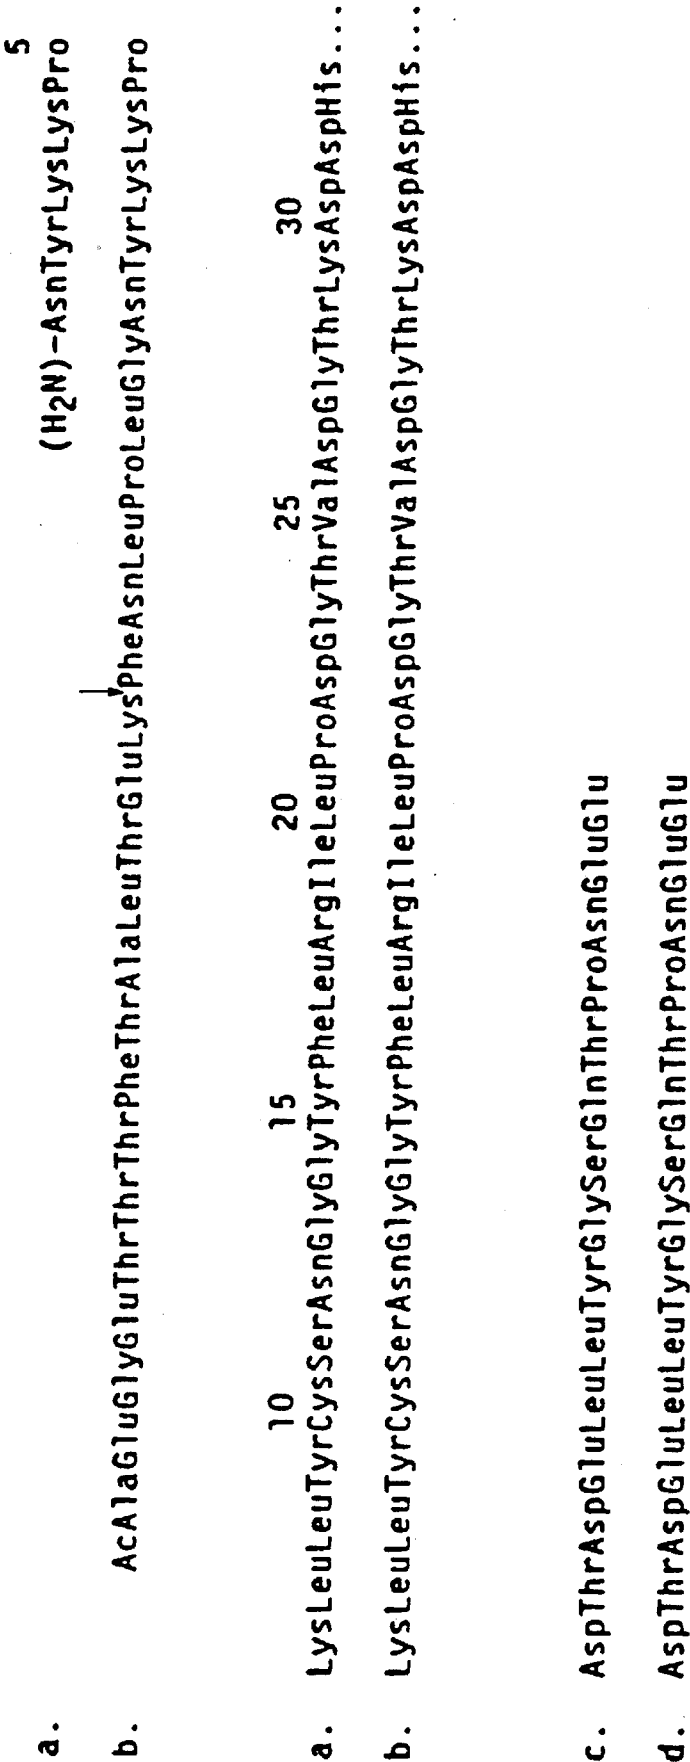 5
a. (H2N)-AsnTyrLysLysPro
b. AcAlaGluGlyGluThrThrThrPheThrAlaLeuThrGluLysPheAsnLeuProLeuGlyAsnTyrLysLysPro
10 15 20 25 30
a. LysLeuLeuTyrCysSerAsnGlyGlyTyrPheLeuArgIleLeuProAspGlyThrValAspGlyThrLysAspAspHis...
b. LysLeuLeuTyrCysSerAsnGlyGlyTyrPheLeuArgIleLeuProAspGlyThrValAspGlyThrLysAspAspHis...
c. AspThrAspGluLeuLeuTyrGlySerGlnThrProAsnGluGlu
d. AspThrAspGluLeuLeuTyrGlySerGlnThrProAsnGluGlu